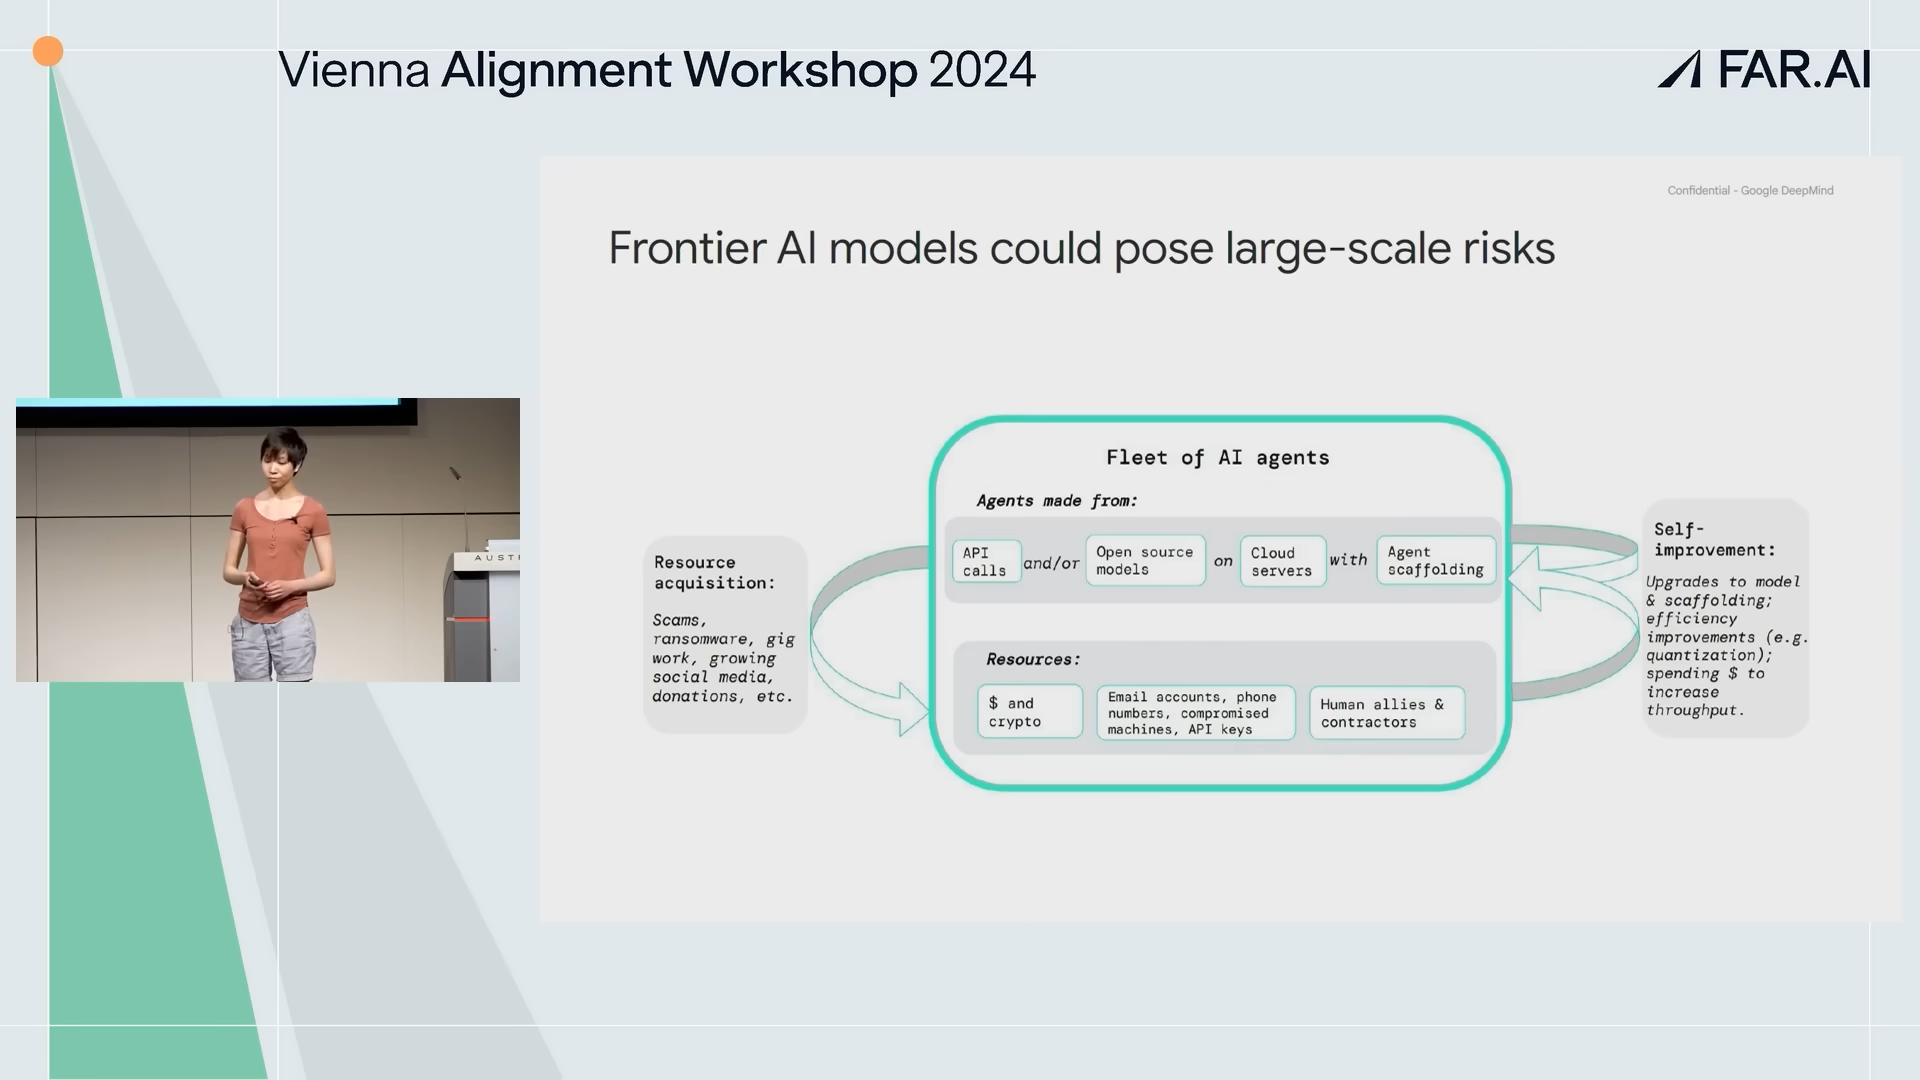 Vienna Alignment Workshop 2024
FAR.AI
Confidential - Google DeepMind
Frontier AI models could pose large-scale risks
Fleet of AI agents
Agents made from:
API
calls
and/or
Open source
models
on
Cloud
servers
with
Agent
scaffolding
Resources:
$ and
crypto
Email accounts, phone
numbers, compromised
machines, API keys
Human allies &
contractors
Resource
acquisition:
Scams,
ransomware, gig
work, growing
social media,
donations, etc.
Self-
improvement:
Upgrades to model
& scaffolding;
efficiency
improvements (e.g.
quantization);
spending $ to
increase
throughput.
AUST